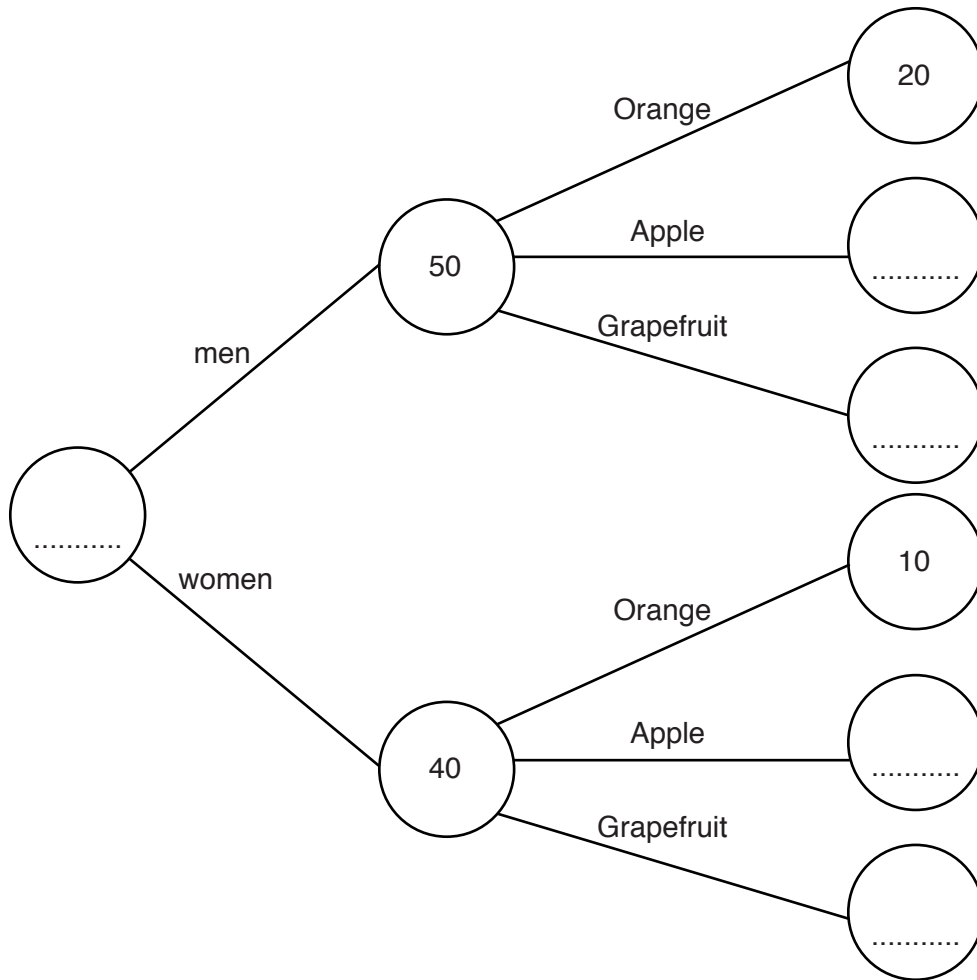 Orange
20
Apple
...........
50
Grapefruit
...........
men
...........
women
Orange
10
Apple
...........
40
Grapefruit
...........